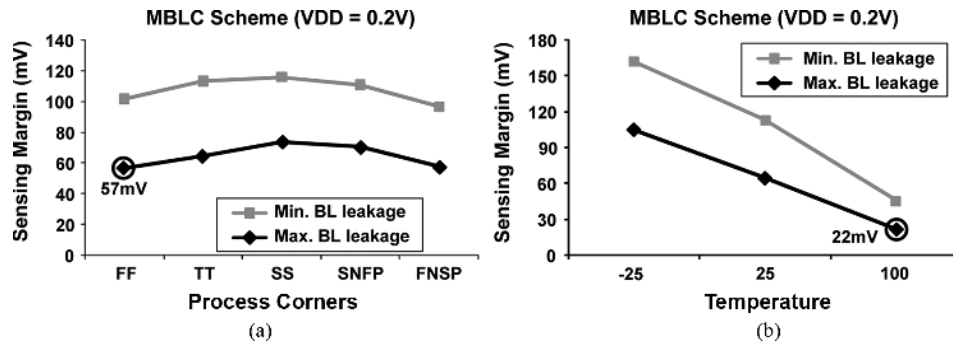 MBLC Scheme (VDD = 0.2V)
Sensing Margin (mV)
140
120
100
80
60
40
20
0
57mV
Min. BL leakage
Max. BL leakage
FF TT SS SNFP FNSP
Process Corners
(a)
MBLC Scheme (VDD = 0.2V)
Sensing Margin (mV)
180
150
120
90
60
30
0
Min. BL leakage
Max. BL leakage
22mV
-25 25 100
Temperature
(b)